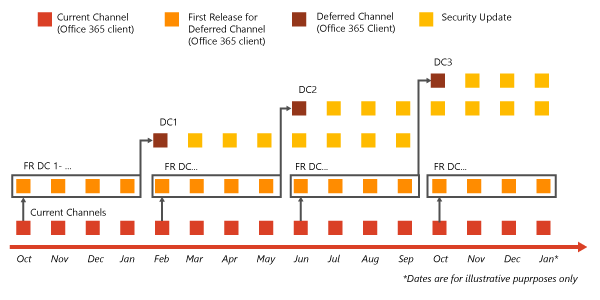 Current Channel
(Office 365 client)
First Release for
Deferred Channel
(Office 365 client)
Deferred Channel
(Office 365 Client)
Security Update
DC3
DC2
DC1
FR DC 1- ...
FR DC...
FR DC...
FR DC...
Current Channels
Oct Nov Dec Jan Feb Mar Apr May Jun Jul Aug Sep Oct Nov Dec Jan*
*Dates are for illustrative puprposes only